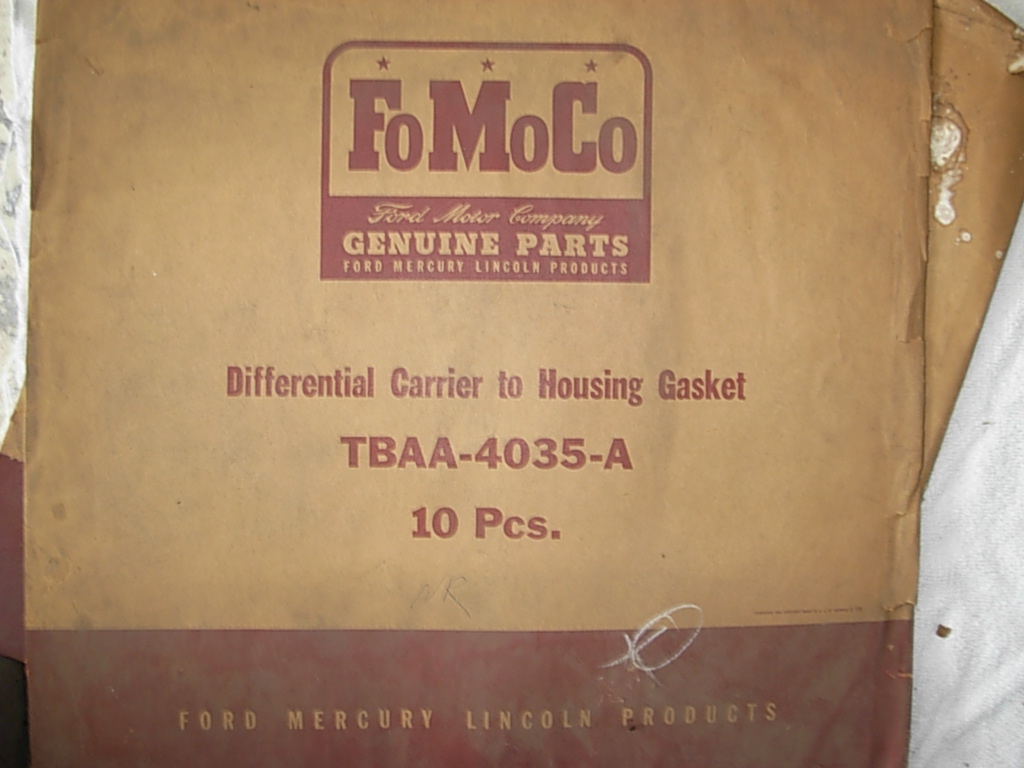 FoMoCo
Ford Motor Company
GENUINE PARTS
FORD MERCURY LINCOLN PRODUCTS
Differential Carrier to Housing Gasket
TBAA-4035-A
10 Pcs.
NR
FORD MERCURY LINCOLN PRODUCTS